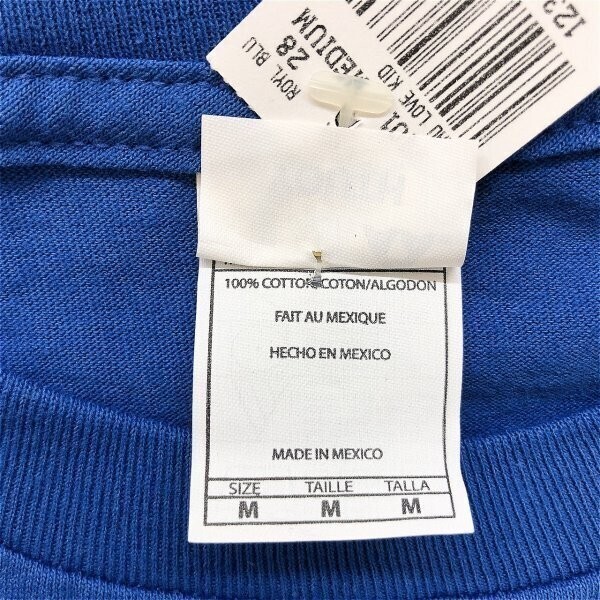 ROYL BLU
28
MEDIUM
LOVE KID
123
100% COTTON/COTON/ALGODON
FAIT AU MEXIQUE
HECHO EN MEXICO
MADE IN MEXICO
SIZE TAILLE TALLA
M M M